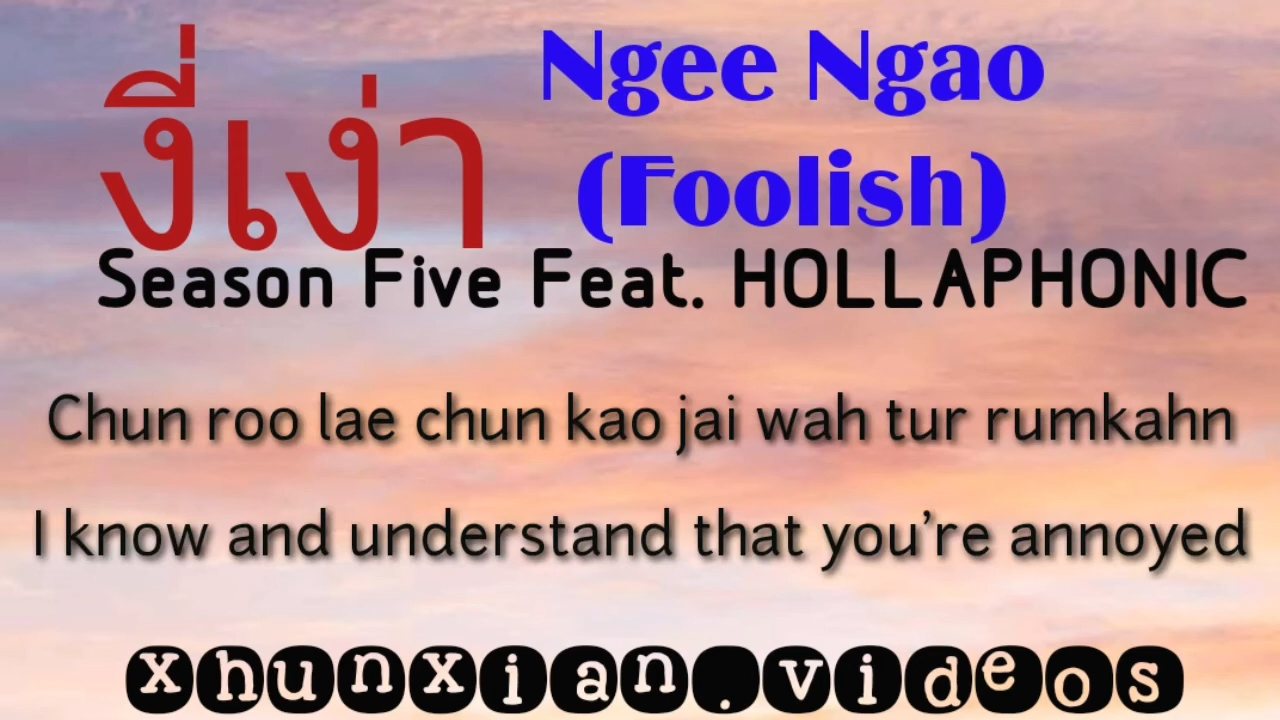 งี่เง่า
Ngee Ngao
(Foolish)
Season Five Feat. HOLLAPHONIC
Chun roo lae chun kao jai wah tur rumkahn
I know and understand that you’re annoyed
xhunxian.videos